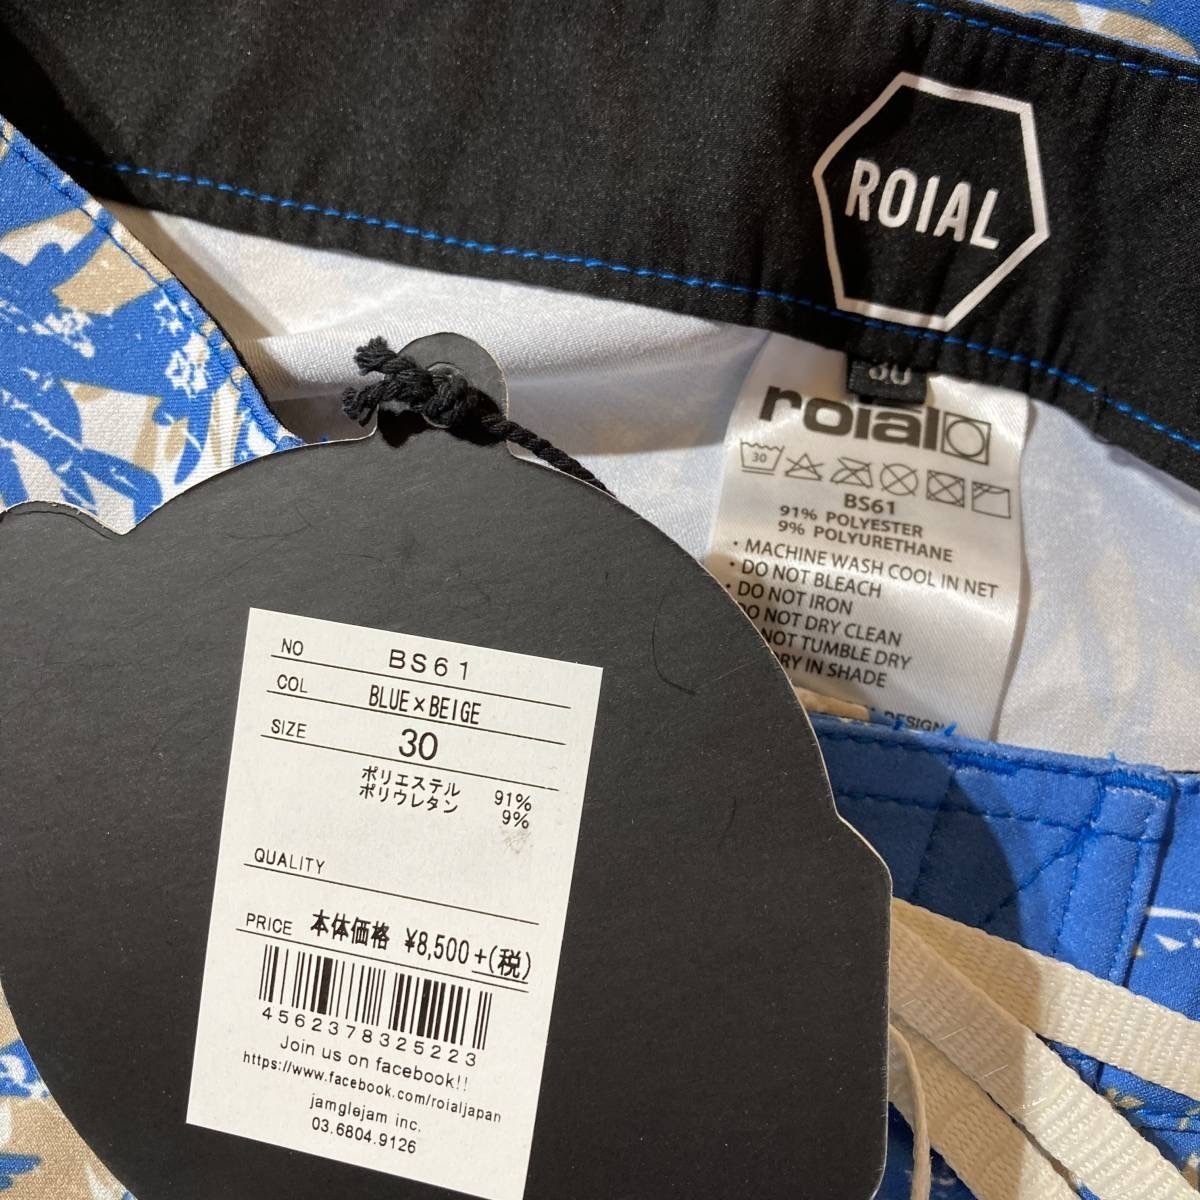 ROIAL
30
roial
30
BS61
91% POLYESTER
9% POLYURETHANE
・MACHINE WASH COOL IN NET
・DO NOT BLEACH
・DO NOT IRON
DO NOT DRY CLEAN
NOT TUMBLE DRY
DRY IN SHADE
DESIGN
NO BS61
COL BLUE×BEIGE
SIZE 30
ポリエステル 91%
ポリウレタン 9%
QUALITY
PRICE 本体価格 ¥8,500+(税)
4562378325223
Join us on facebook!!
https://www.facebook.com/roialjapan
jamglejam inc.
03.6804.9126